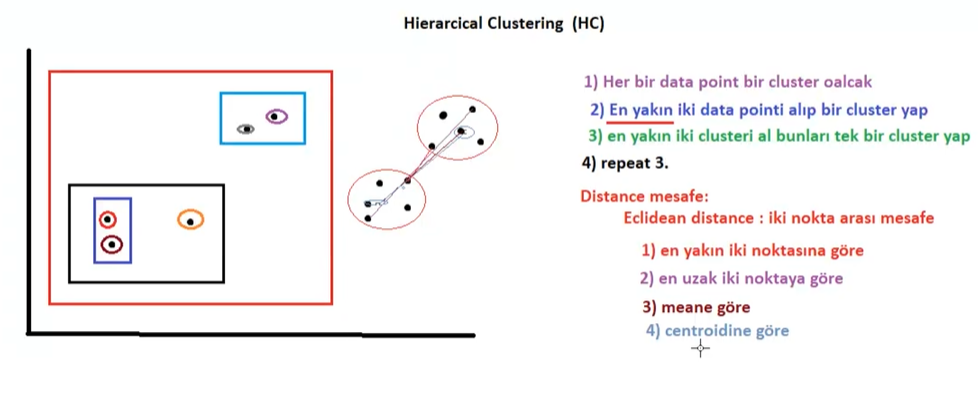 Hierarcical Clustering (HC)
1) Her bir data point bir cluster oalcak
2) En yakın iki data pointi alıp bir cluster yap
3) en yakın iki clusteri al bunları tek bir cluster yap
4) repeat 3.
Distance mesafe:
Eclidean distance : iki nokta arası mesafe
1) en yakın iki noktasına göre
2) en uzak iki noktaya göre
3) meane göre
4) centroidine göre